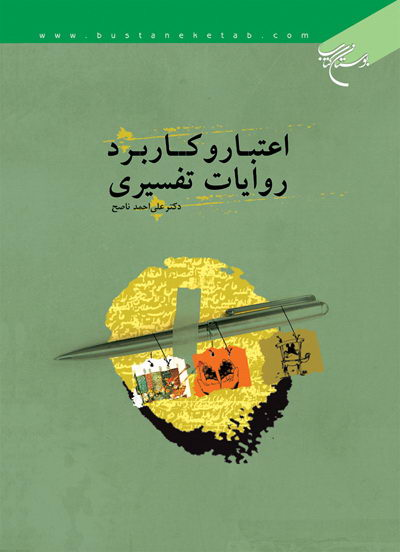 www.bustaneketab.com
بوستان کتاب
اعتبار و کاربرد
روایات تفسیری
دکتر علی‌احمد ناصح